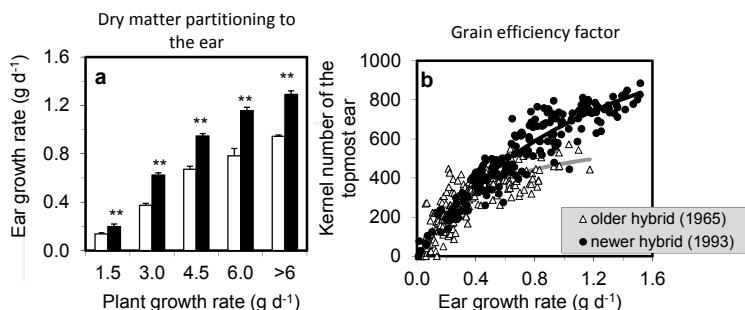 Dry matter partitioning to
the ear
Ear growth rate (g d-1)
1.6
1.2
0.8
0.4
0.0
a
**
**
**
**
**
1.5 3.0 4.5 6.0 >6
Plant growth rate (g d-1)
Grain efficiency factor
Kernel number of the
topmost ear
1000
800
600
400
200
0
b
older hybrid (1965)
newer hybrid (1993)
0.0 0.4 0.8 1.2 1.6
Ear growth rate (g d-1)